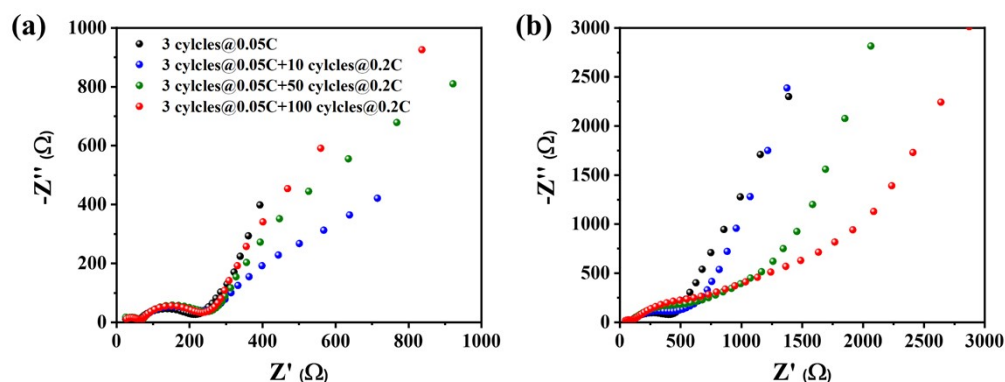 (a)
1000
800
600
400
200
0
-Z'' (Ω)
3 cylcles@0.05C
3 cylcles@0.05C+10 cylcles@0.2C
3 cylcles@0.05C+50 cylcles@0.2C
3 cylcles@0.05C+100 cylcles@0.2C
0 200 400 600 800 1000
Z' (Ω)
(b)
3000
2500
2000
1500
1000
500
0
-Z'' (Ω)
0 500 1000 1500 2000 2500 3000
Z' (Ω)